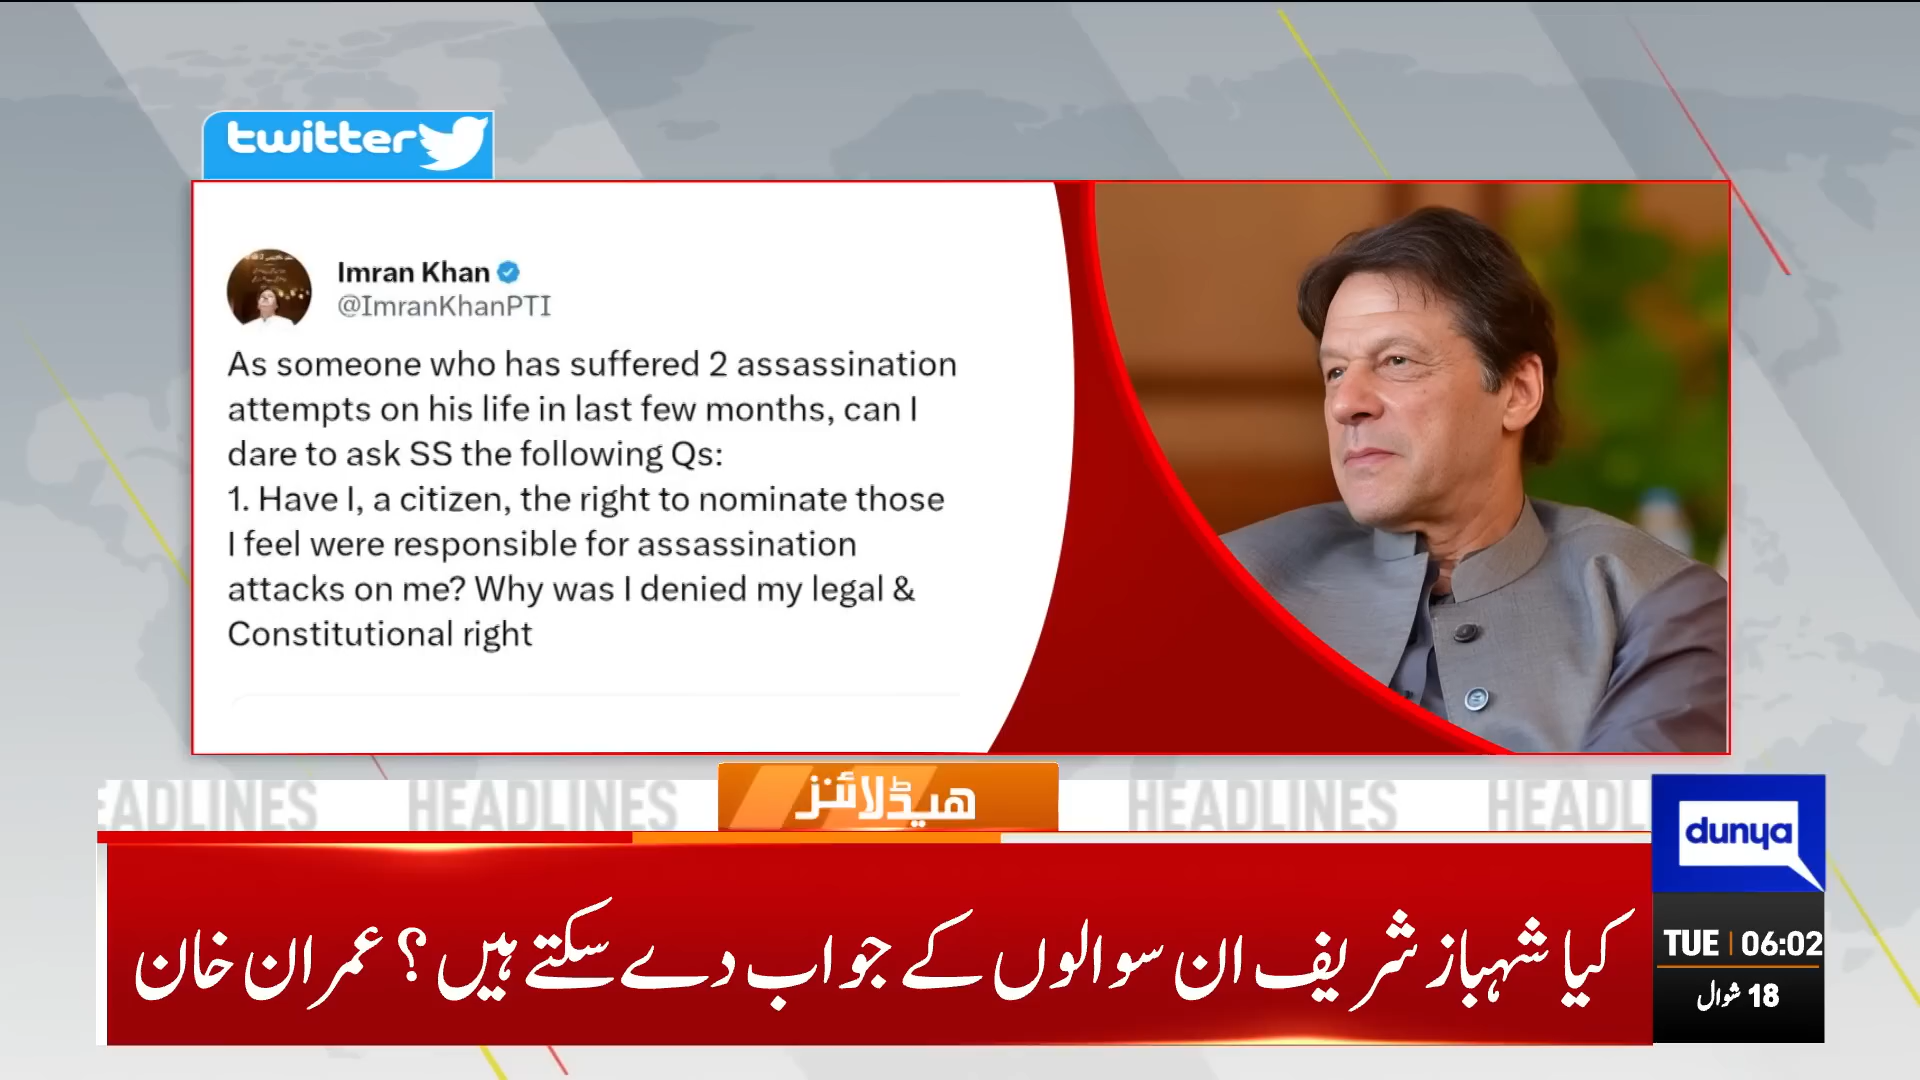 twitter
Imran Khan
@ImranKhanPTI
As someone who has suffered 2 assassination
attempts on his life in last few months, can I
dare to ask SS the following Qs:
1. Have I, a citizen, the right to nominate those
I feel were responsible for assassination
attacks on me? Why was I denied my legal &
Constitutional right
EADLINES HEADLINES ھیڈلائنز HEADLINES HEADL
dunya
کیا شہباز شریف ان سوالوں کے جواب دے سکتے ہیں؟ عمران خان
TUE 06:02
18 شوال